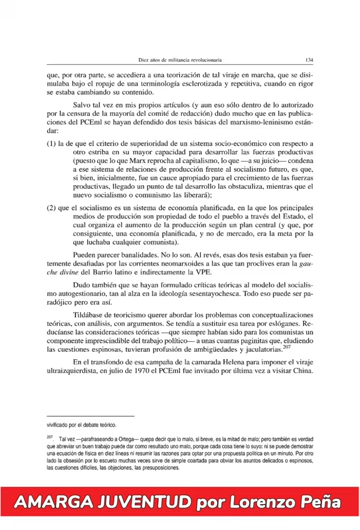 Diez años de militancia revolucionaria 134
que, por otra parte, se accediera a una teorización de tal viraje en marcha, que se disi-
mulaba bajo el ropaje de una terminología esclerotizada y repetitiva, cuando en rigor
se estaba cambiando su contenido.
Salvo tal vez en mis propios artículos (y aun eso sólo dentro de lo autorizado
por la censura de la mayoría del comité de redacción) dudo mucho que en las publica-
ciones del PCEml se hayan defendido dos tesis básicas del marxismo-leninismo están-
dar:
(1) la de que el criterio de superioridad de un sistema socio-económico con respecto a
otro estriba en su mayor capacidad para desarrollar las fuerzas productivas
(puesto que lo que Marx reprocha al capitalismo, lo que —a su juicio— condena
a ese sistema de relaciones de producción frente al socialismo futuro, es que,
si bien, inicialmente, fue un cauce apropiado para el crecimiento de las fuerzas
productivas, llegado un punto de tal desarrollo las obstaculiza, mientras que el
nuevo socialismo o comunismo las liberará);
(2) que el socialismo es un sistema de economía planificada, en la que los principales
medios de producción son propiedad de todo el pueblo a través del Estado, el
cual organiza el aumento de la producción según un plan central (y que, por
consiguiente, una economía planificada, y no de mercado, era la meta por la
que luchaba cualquier comunista).
Pueden parecer banalidades. No lo son. Al revés, esas dos tesis estaban ya fuer-
temente desafiadas por las corrientes neomarxoides a las que tan proclives eran la gau-
che divine del Barrio latino e indirectamente la VPE.
Dudo también que se hayan formulado críticas teóricas al modelo del socialis-
mo autogestionario, tan al alza en la ideología sesentayochesca. Todo eso puede ser pa-
radójico pero era así.
Tildábase de teoricismo querer abordar los problemas con conceptualizaciones
teóricas, con análisis, con argumentos. Se tendía a sustituir esa tarea por eslóganes. Re-
ducíanse las consideraciones teóricas —que siempre habían sido para los comunistas un
componente imprescindible del trabajo político— a unas cuantas paginitas que, eludiendo
las cuestiones espinosas, tuvieran profusión de ambigüedades y jaculatorias.²⁰⁷
En el transfondo de esa campaña de la camarada Helena para imponer el viraje
ultraizquierdista, en julio de 1970 el PCEml fue invitado por última vez a visitar China.
vivificado por el debate teórico.
²⁰⁷ Tal vez —parafraseando a Ortega— quepa decir que lo malo, si breve, es la mitad de malo; pero también es verdad
que abreviar un buen trabajo puede dar como resultado uno malo, porque cada cosa tiene lo suyo: ni se puede demostrar
una ecuación de física en diez líneas ni resumir las razones para optar por una propuesta política en un minuto. Por otro
lado la obsesión por lo escueto muchas veces sirve de simple coartada para obviar los asuntos delicados o espinosos,
las cuestiones difíciles, las objeciones, las presuposiciones.
AMARGA JUVENTUD por Lorenzo Peña